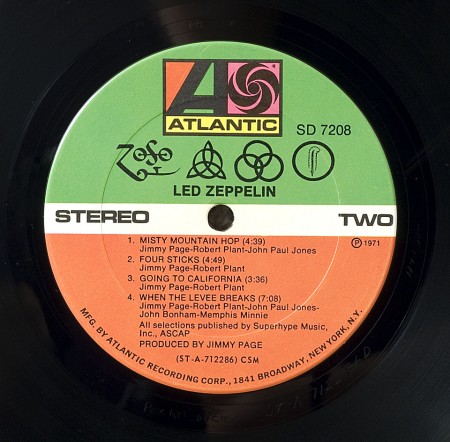 ATLANTIC
SD 7208
LED ZEPPELIN
STEREO
TWO
℗ 1971
1. MISTY MOUNTAIN HOP (4:39)
Jimmy Page-Robert Plant-John Paul Jones
2. FOUR STICKS (4:49)
Jimmy Page-Robert Plant
3. GOING TO CALIFORNIA (3:36)
Jimmy Page-Robert Plant
4. WHEN THE LEVEE BREAKS (7:08)
Jimmy Page-Robert Plant-John Paul Jones-
John Bonham-Memphis Minnie
All selections published by Superhype Music,
Inc., ASCAP
PRODUCED BY JIMMY PAGE
(ST-A-712286) CSM
MFG. BY ATLANTIC RECORDING CORP., 1841 BROADWAY, NEW YORK, N.Y.